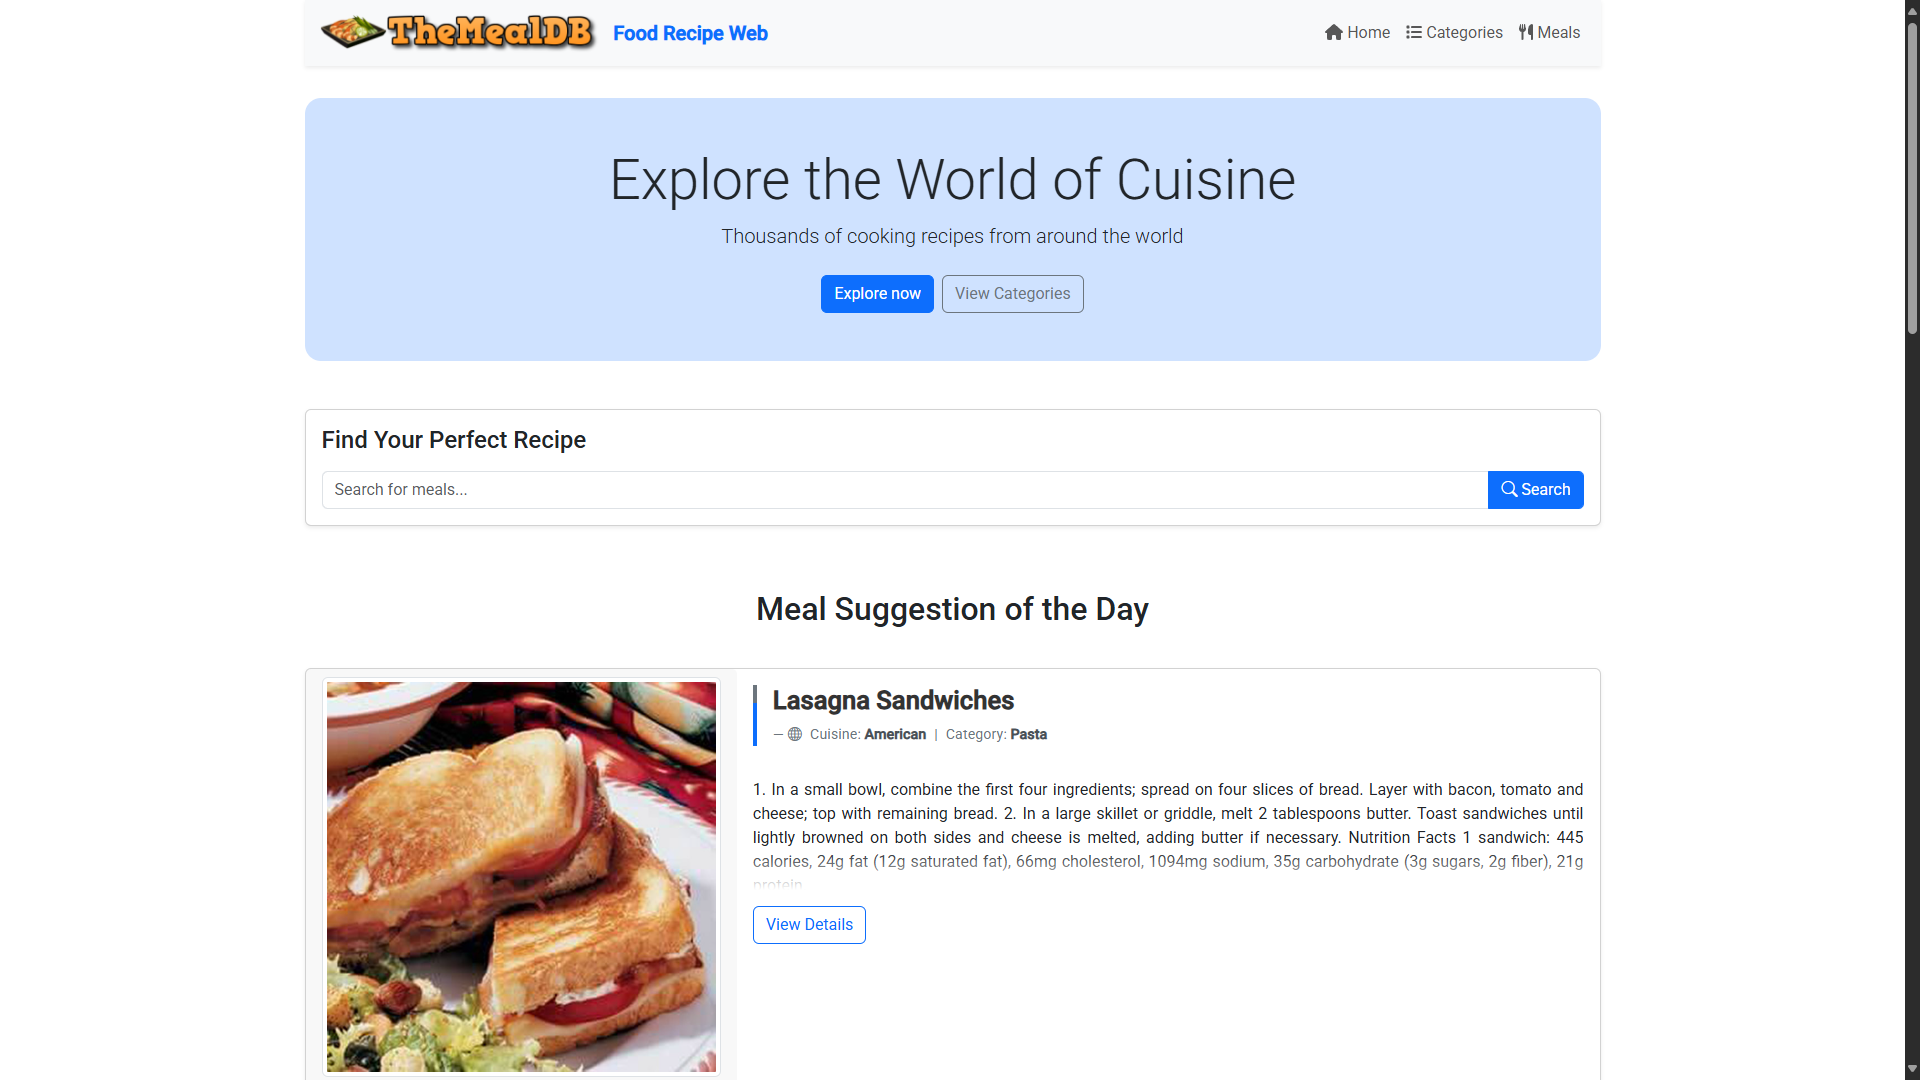 TheMealDB Food Recipe Web Home Categories Meals
Explore the World of Cuisine
Thousands of cooking recipes from around the world
Explore now View Categories
Find Your Perfect Recipe
Search for meals... Search
Meal Suggestion of the Day
Lasagna Sandwiches
— Cuisine: American | Category: Pasta
1. In a small bowl, combine the first four ingredients; spread on four slices of bread. Layer with bacon, tomato and
cheese; top with remaining bread. 2. In a large skillet or griddle, melt 2 tablespoons butter. Toast sandwiches until
lightly browned on both sides and cheese is melted, adding butter if necessary. Nutrition Facts 1 sandwich: 445
calories, 24g fat (12g saturated fat), 66mg cholesterol, 1094mg sodium, 35g carbohydrate (3g sugars, 2g fiber), 21g
protein
View Details